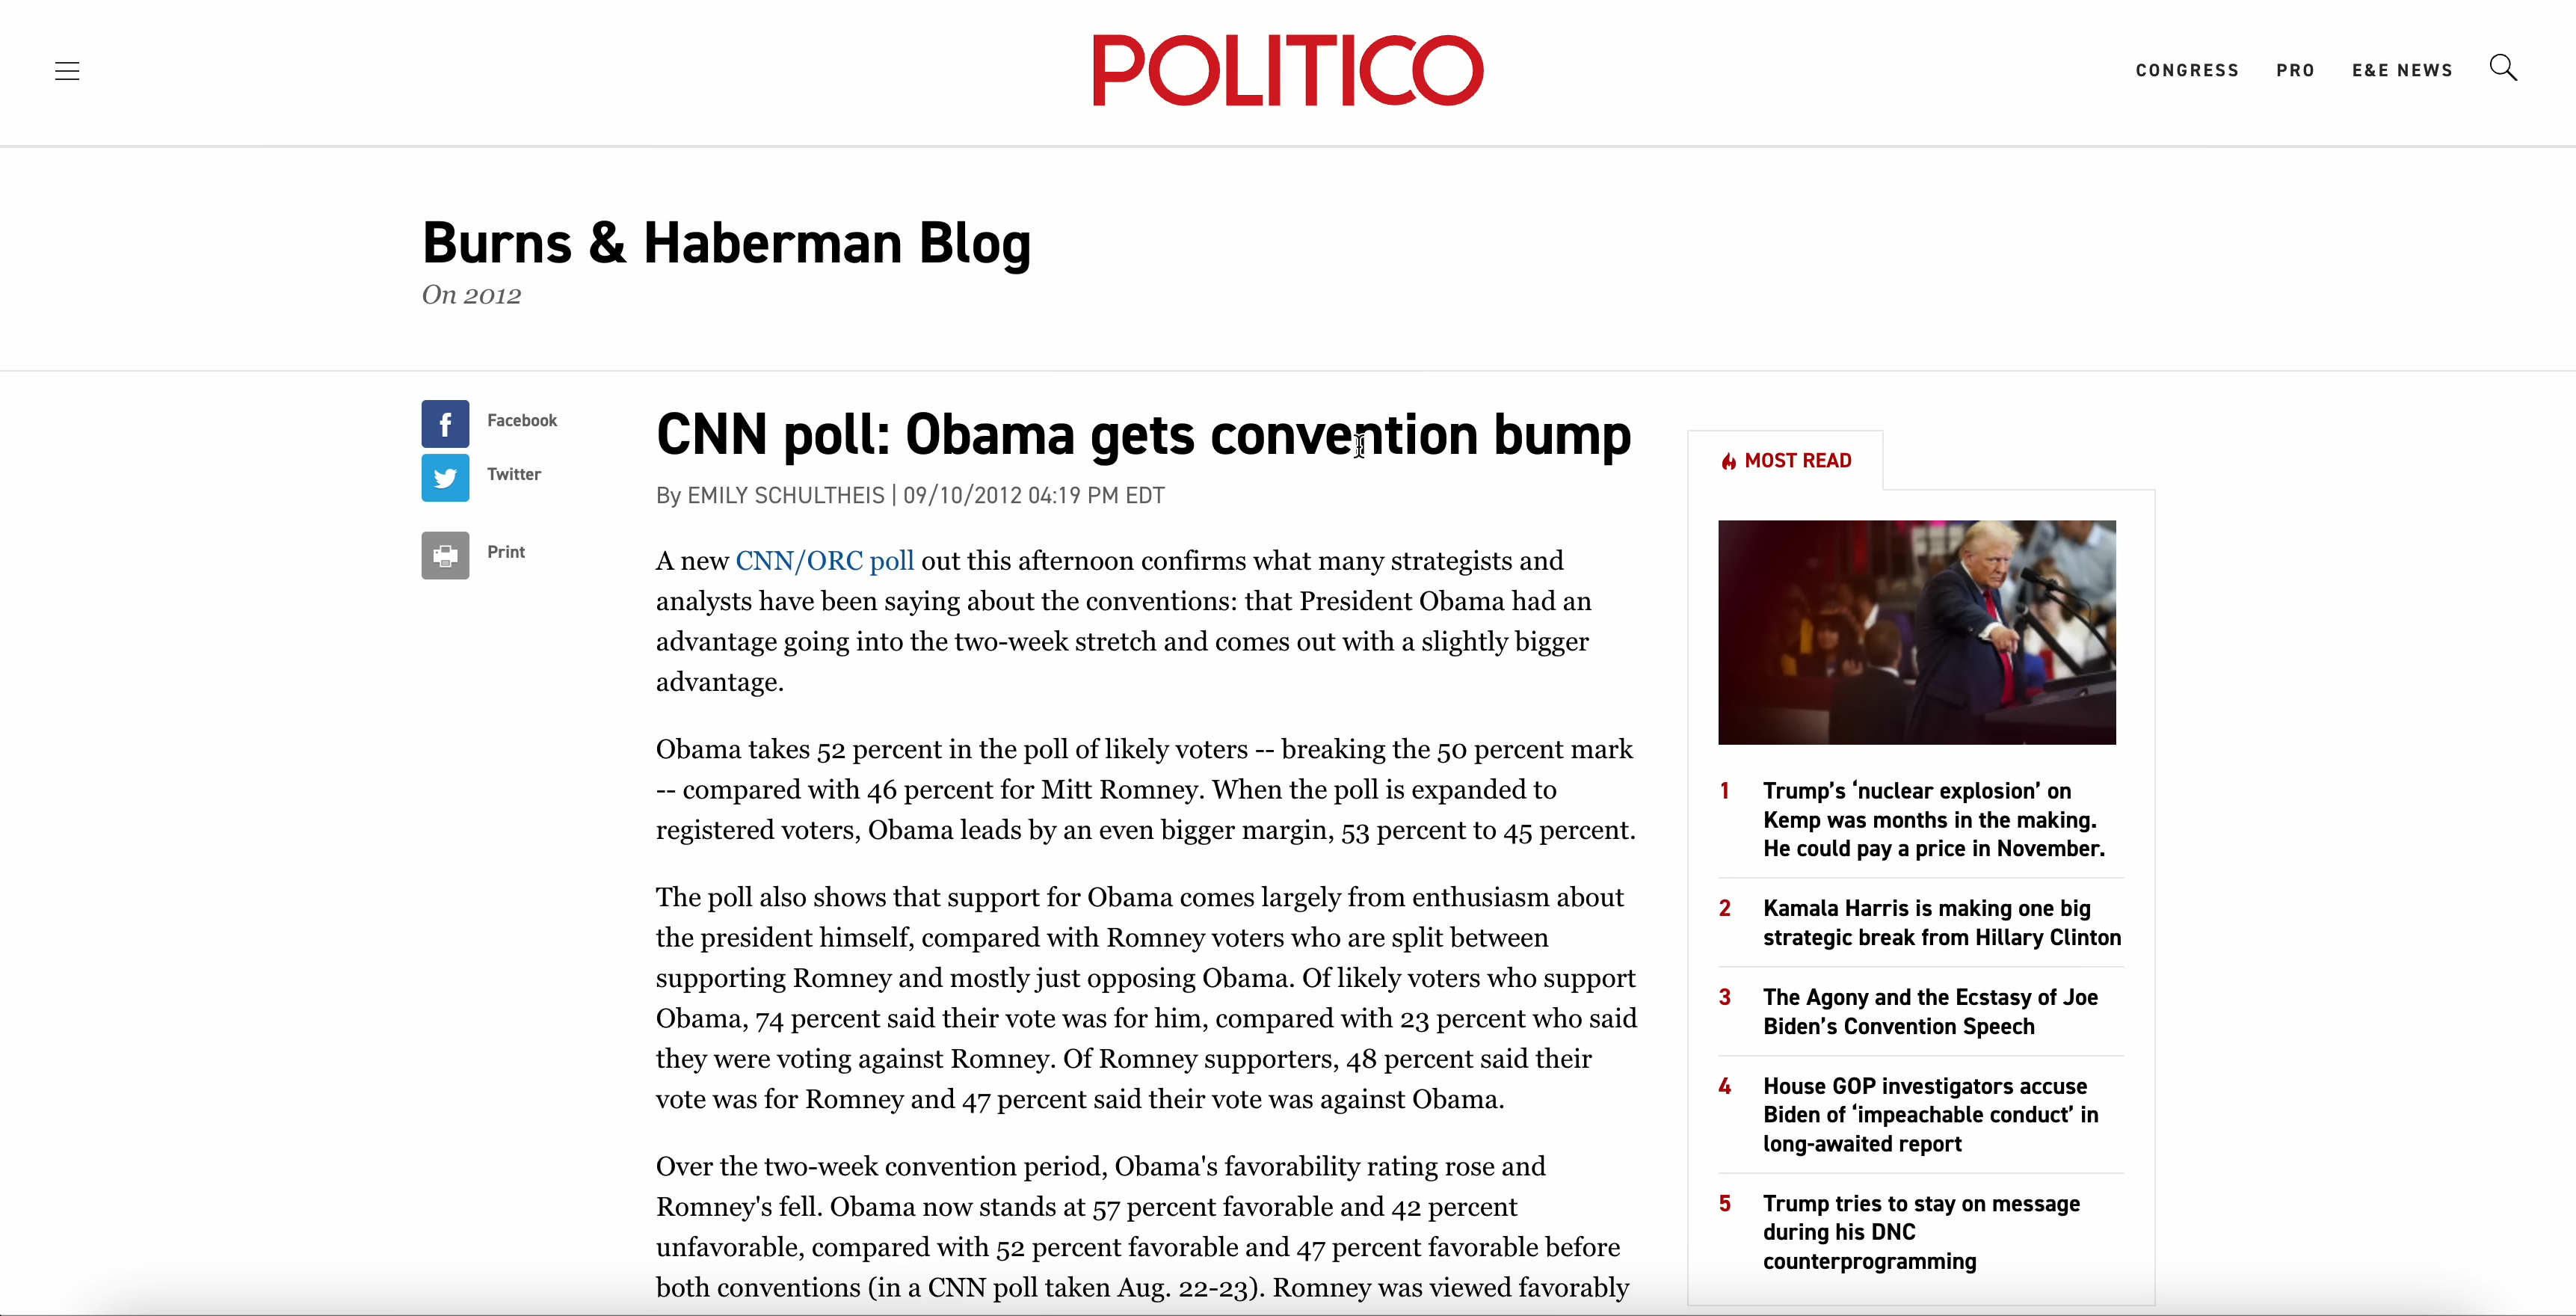 POLITICO
CONGRESS PRO E&E NEWS
Burns & Haberman Blog
On 2012
Facebook
Twitter
Print
CNN poll: Obama gets convention bump
By EMILY SCHULTHEIS | 09/10/2012 04:19 PM EDT
A new CNN/ORC poll out this afternoon confirms what many strategists and
analysts have been saying about the conventions: that President Obama had an
advantage going into the two-week stretch and comes out with a slightly bigger
advantage.
Obama takes 52 percent in the poll of likely voters -- breaking the 50 percent mark
-- compared with 46 percent for Mitt Romney. When the poll is expanded to
registered voters, Obama leads by an even bigger margin, 53 percent to 45 percent.
The poll also shows that support for Obama comes largely from enthusiasm about
the president himself, compared with Romney voters who are split between
supporting Romney and mostly just opposing Obama. Of likely voters who support
Obama, 74 percent said their vote was for him, compared with 23 percent who said
they were voting against Romney. Of Romney supporters, 48 percent said their
vote was for Romney and 47 percent said their vote was against Obama.
Over the two-week convention period, Obama's favorability rating rose and
Romney's fell. Obama now stands at 57 percent favorable and 42 percent
unfavorable, compared with 52 percent favorable and 47 percent favorable before
both conventions (in a CNN poll taken Aug. 22-23). Romney was viewed favorably
MOST READ
1 Trump’s ‘nuclear explosion’ on
Kemp was months in the making.
He could pay a price in November.
2 Kamala Harris is making one big
strategic break from Hillary Clinton
3 The Agony and the Ecstasy of Joe
Biden’s Convention Speech
4 House GOP investigators accuse
Biden of ‘impeachable conduct’ in
long-awaited report
5 Trump tries to stay on message
during his DNC
counterprogramming